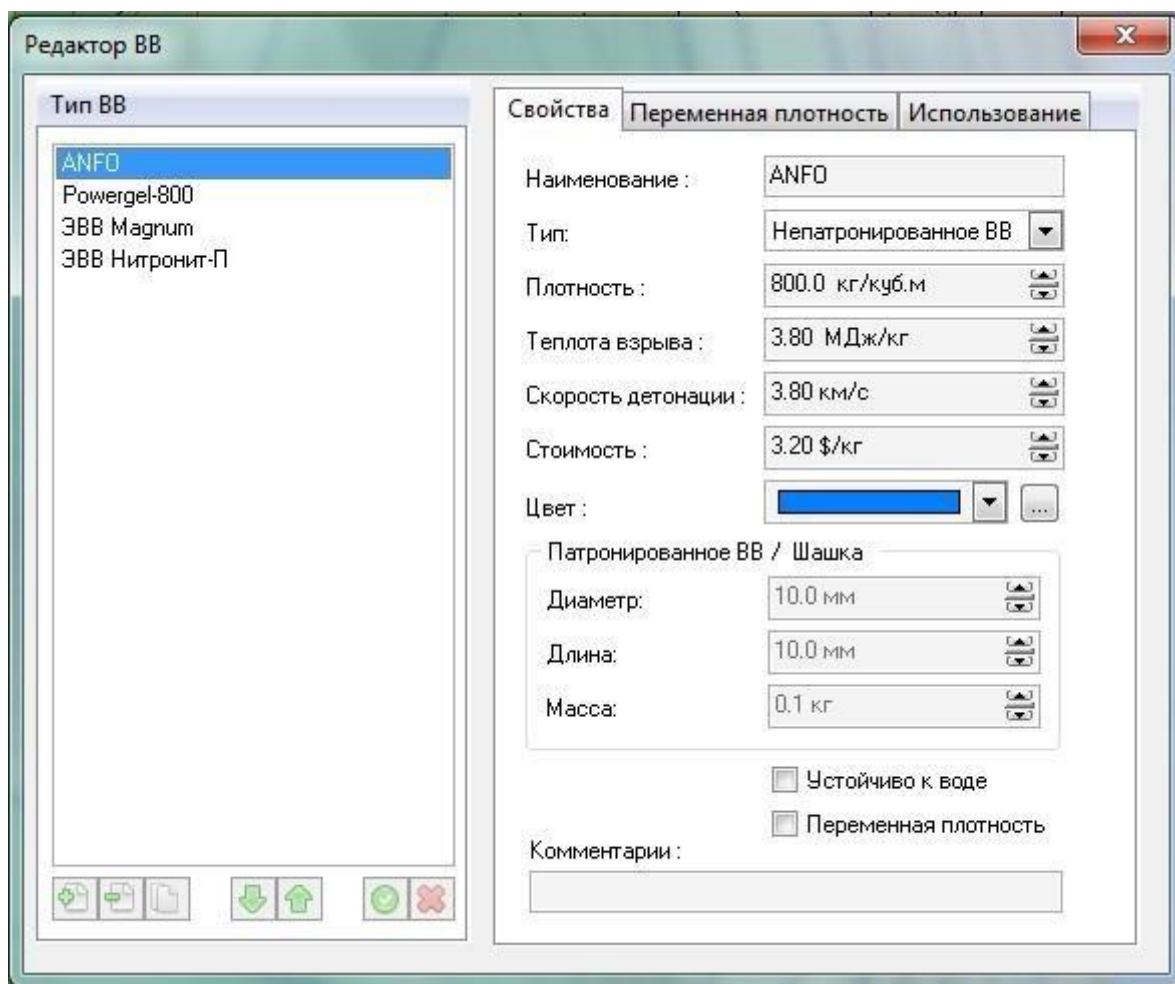 Редактор ВВ
Тип ВВ
ANFO
Powergel-800
ЭВВ Magnum
ЭВВ Нитронит-П
Свойства
Переменная плотность
Использование
Наименование :
ANFO
Тип:
Непатронированное ВВ
Плотность :
800.0 кг/куб.м
Теплота взрыва :
3.80 МДж/кг
Скорость детонации :
3.80 км/с
Стоимость :
3.20 $/кг
Цвет :
...
Патронированное ВВ / Шашка
Диаметр:
10.0 мм
Длина:
10.0 мм
Масса:
0.1 кг
Устойчиво к воде
Переменная плотность
Комментарии :